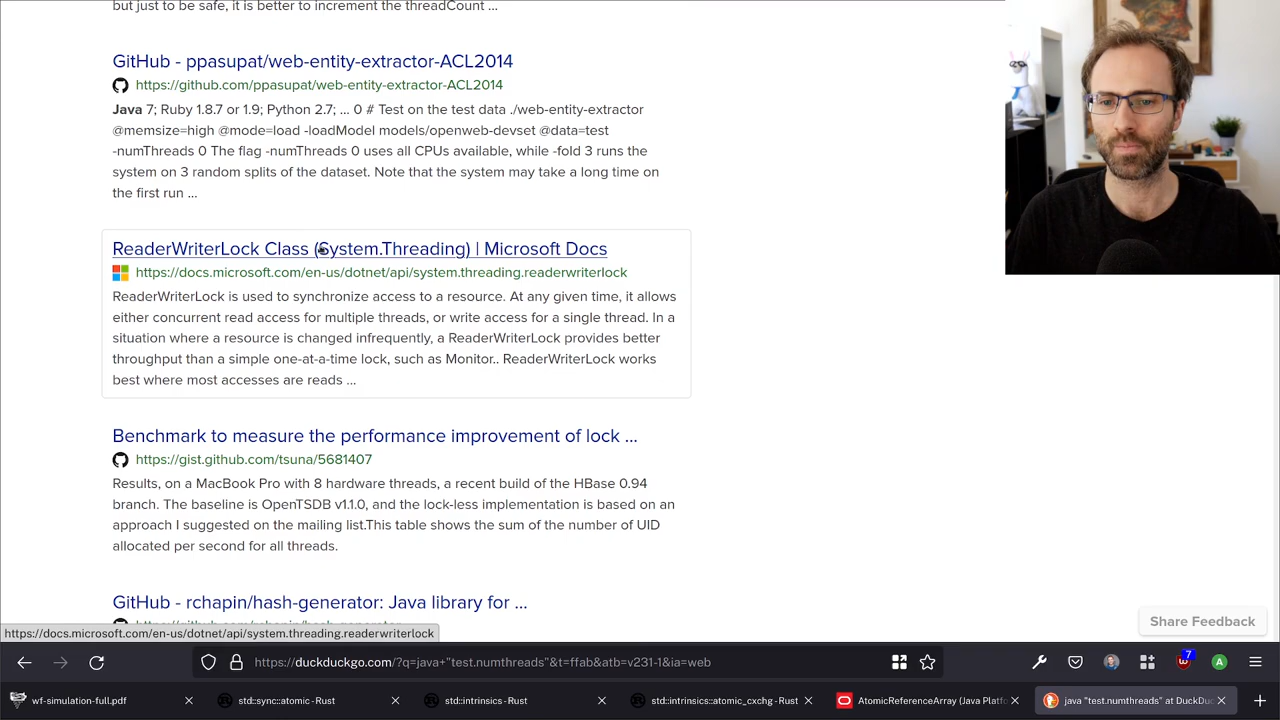 but just to be safe, it is better to increment the threadCount ...
GitHub - ppasupat/web-entity-extractor-ACL2014
https://github.com/ppasupat/web-entity-extractor-ACL2014
Java 7; Ruby 1.8.7 or 1.9; Python 2.7; ... 0 # Test on the test data ./web-entity-extractor
@memsize=high @mode=load -loadModel models/openweb-devset @data=test
-numThreads 0 The flag -numThreads 0 uses all CPUs available, while -fold 3 runs the
system on 3 random splits of the dataset. Note that the system may take a long time on
the first run ...
ReaderWriterLock Class (System.Threading) | Microsoft Docs
https://docs.microsoft.com/en-us/dotnet/api/system.threading.readerwriterlock
ReaderWriterLock is used to synchronize access to a resource. At any given time, it allows
either concurrent read access for multiple threads, or write access for a single thread. In a
situation where a resource is changed infrequently, a ReaderWriterLock provides better
throughput than a simple one-at-a-time lock, such as Monitor.. ReaderWriterLock works
best where most accesses are reads ...
Benchmark to measure the performance improvement of lock ...
https://gist.github.com/tsuna/5681407
Results, on a MacBook Pro with 8 hardware threads, a recent build of the HBase 0.94
branch. The baseline is OpenTSDB v1.1.0, and the lock-less implementation is based on an
approach I suggested on the mailing list.This table shows the sum of the number of UID
allocated per second for all threads.
GitHub - rchapin/hash-generator: Java library for ...
https://github.com/rchapin/hash-generator
Share Feedback
https://docs.microsoft.com/en-us/dotnet/api/system.threading.readerwriterlock
https://duckduckgo.com/?q=java+"test.numthreads"&t=ffab&atb=v231-1&ia=web
7
A
wf-simulation-full.pdf
std::sync::atomic - Rust
std::intrinsics - Rust
std::intrinsics::atomic_cxchg - Rust
AtomicReferenceArray (Java Platfo
java "test.numthreads" at DuckDuc